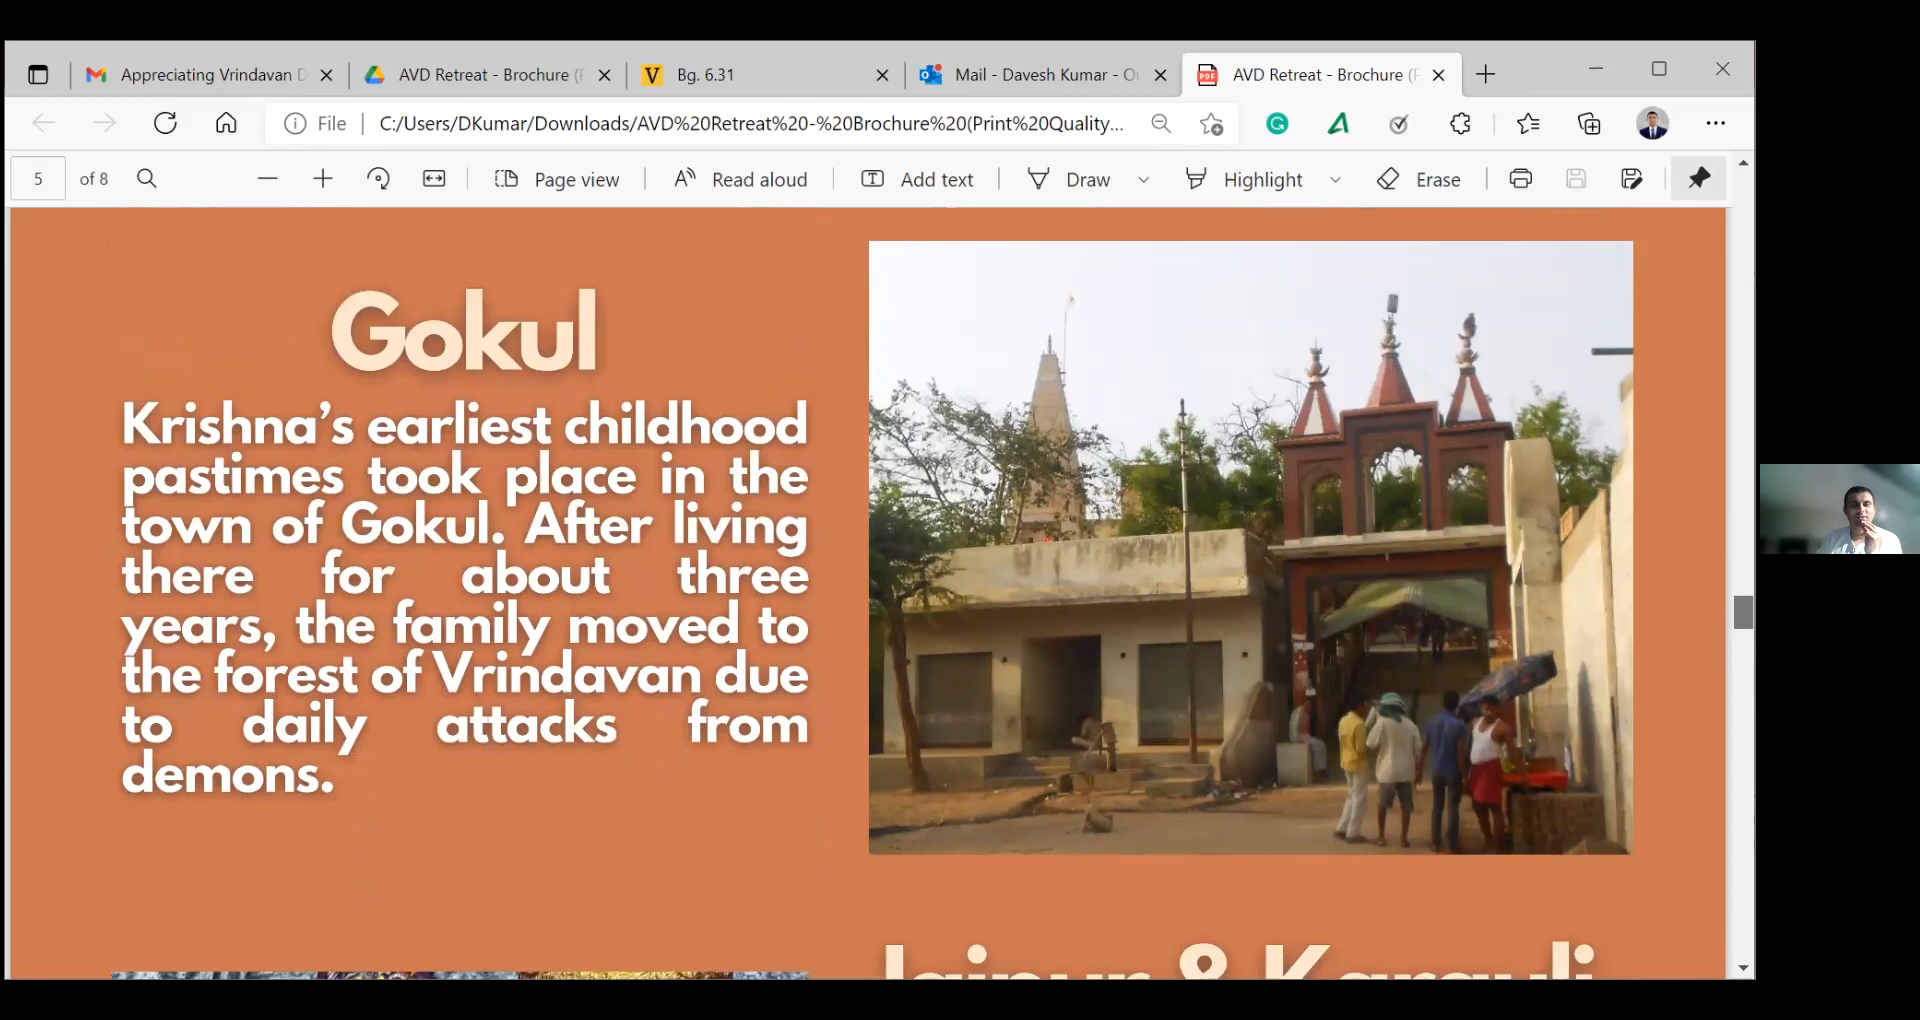 Appreciating Vrindavan D
AVD Retreat - Brochure (F
Bg. 6.31
Mail - Davesh Kumar - Ou
AVD Retreat - Brochure (F
File
C:/Users/DKumar/Downloads/AVD%20Retreat%20-%20Brochure%20(Print%20Quality...
5 of 8
Page view
Read aloud
Add text
Draw
Highlight
Erase
Gokul
Krishna’s earliest childhood
pastimes took place in the
town of Gokul. After living
there for about three
years, the family moved to
the forest of Vrindavan due
to daily attacks from
demons.
Jaipur & Karauli